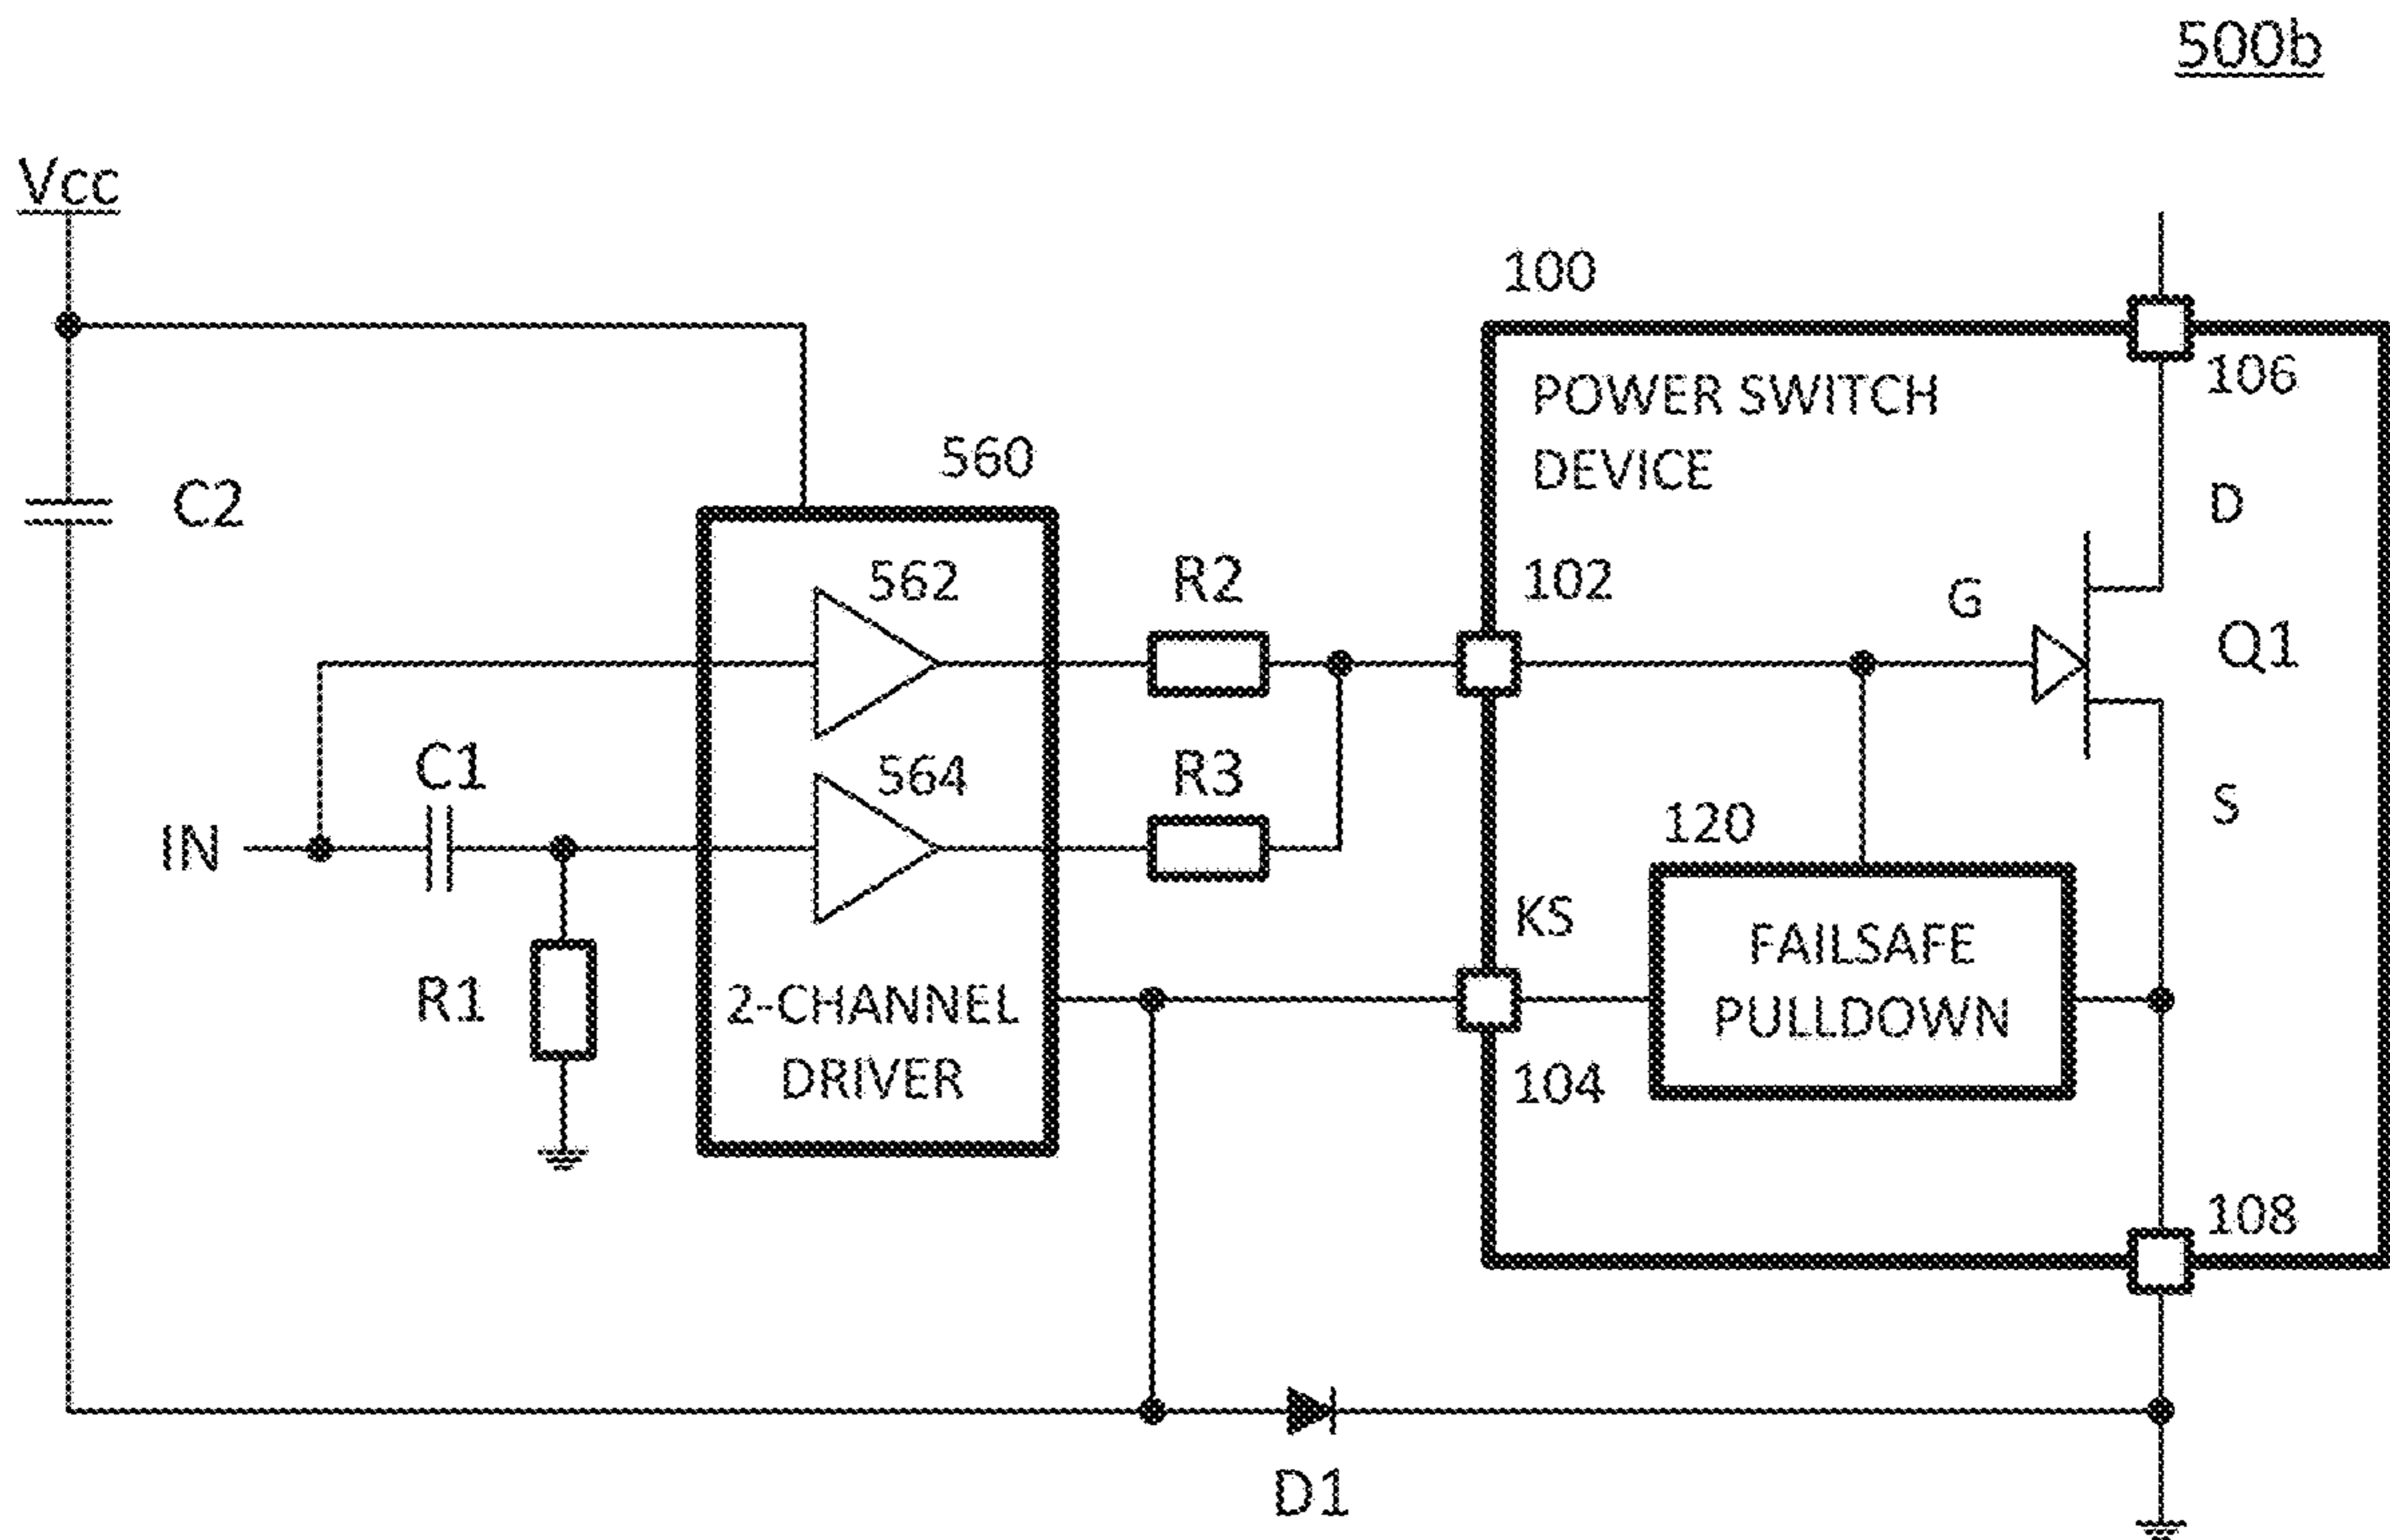 500b
Vcc
100
POWER SWITCH
DEVICE
106
560
C2
D
562
R2
102
G
Q1
C1
564
R3
S
120
IN
KS
FAILSAFE
PULLDOWN
R1
2-CHANNEL
DRIVER
104
108
D1